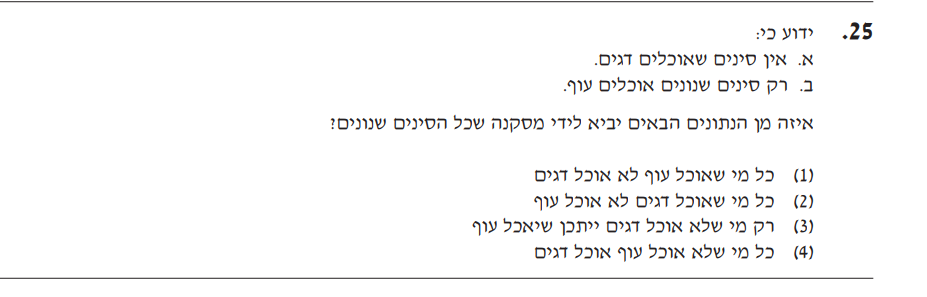 25. ידוע כי:
א. אין סינים שאוכלים דגים.
ב. רק סינים שנונים אוכלים עוף.
איזה מן הנתונים הבאים יביא לידי מסקנה שכל הסינים שנונים?
(1) כל מי שאוכל עוף לא אוכל דגים
(2) כל מי שאוכל דגים לא אוכל עוף
(3) רק מי שלא אוכל דגים ייתכן שיאכל עוף
(4) כל מי שלא אוכל עוף אוכל דגים